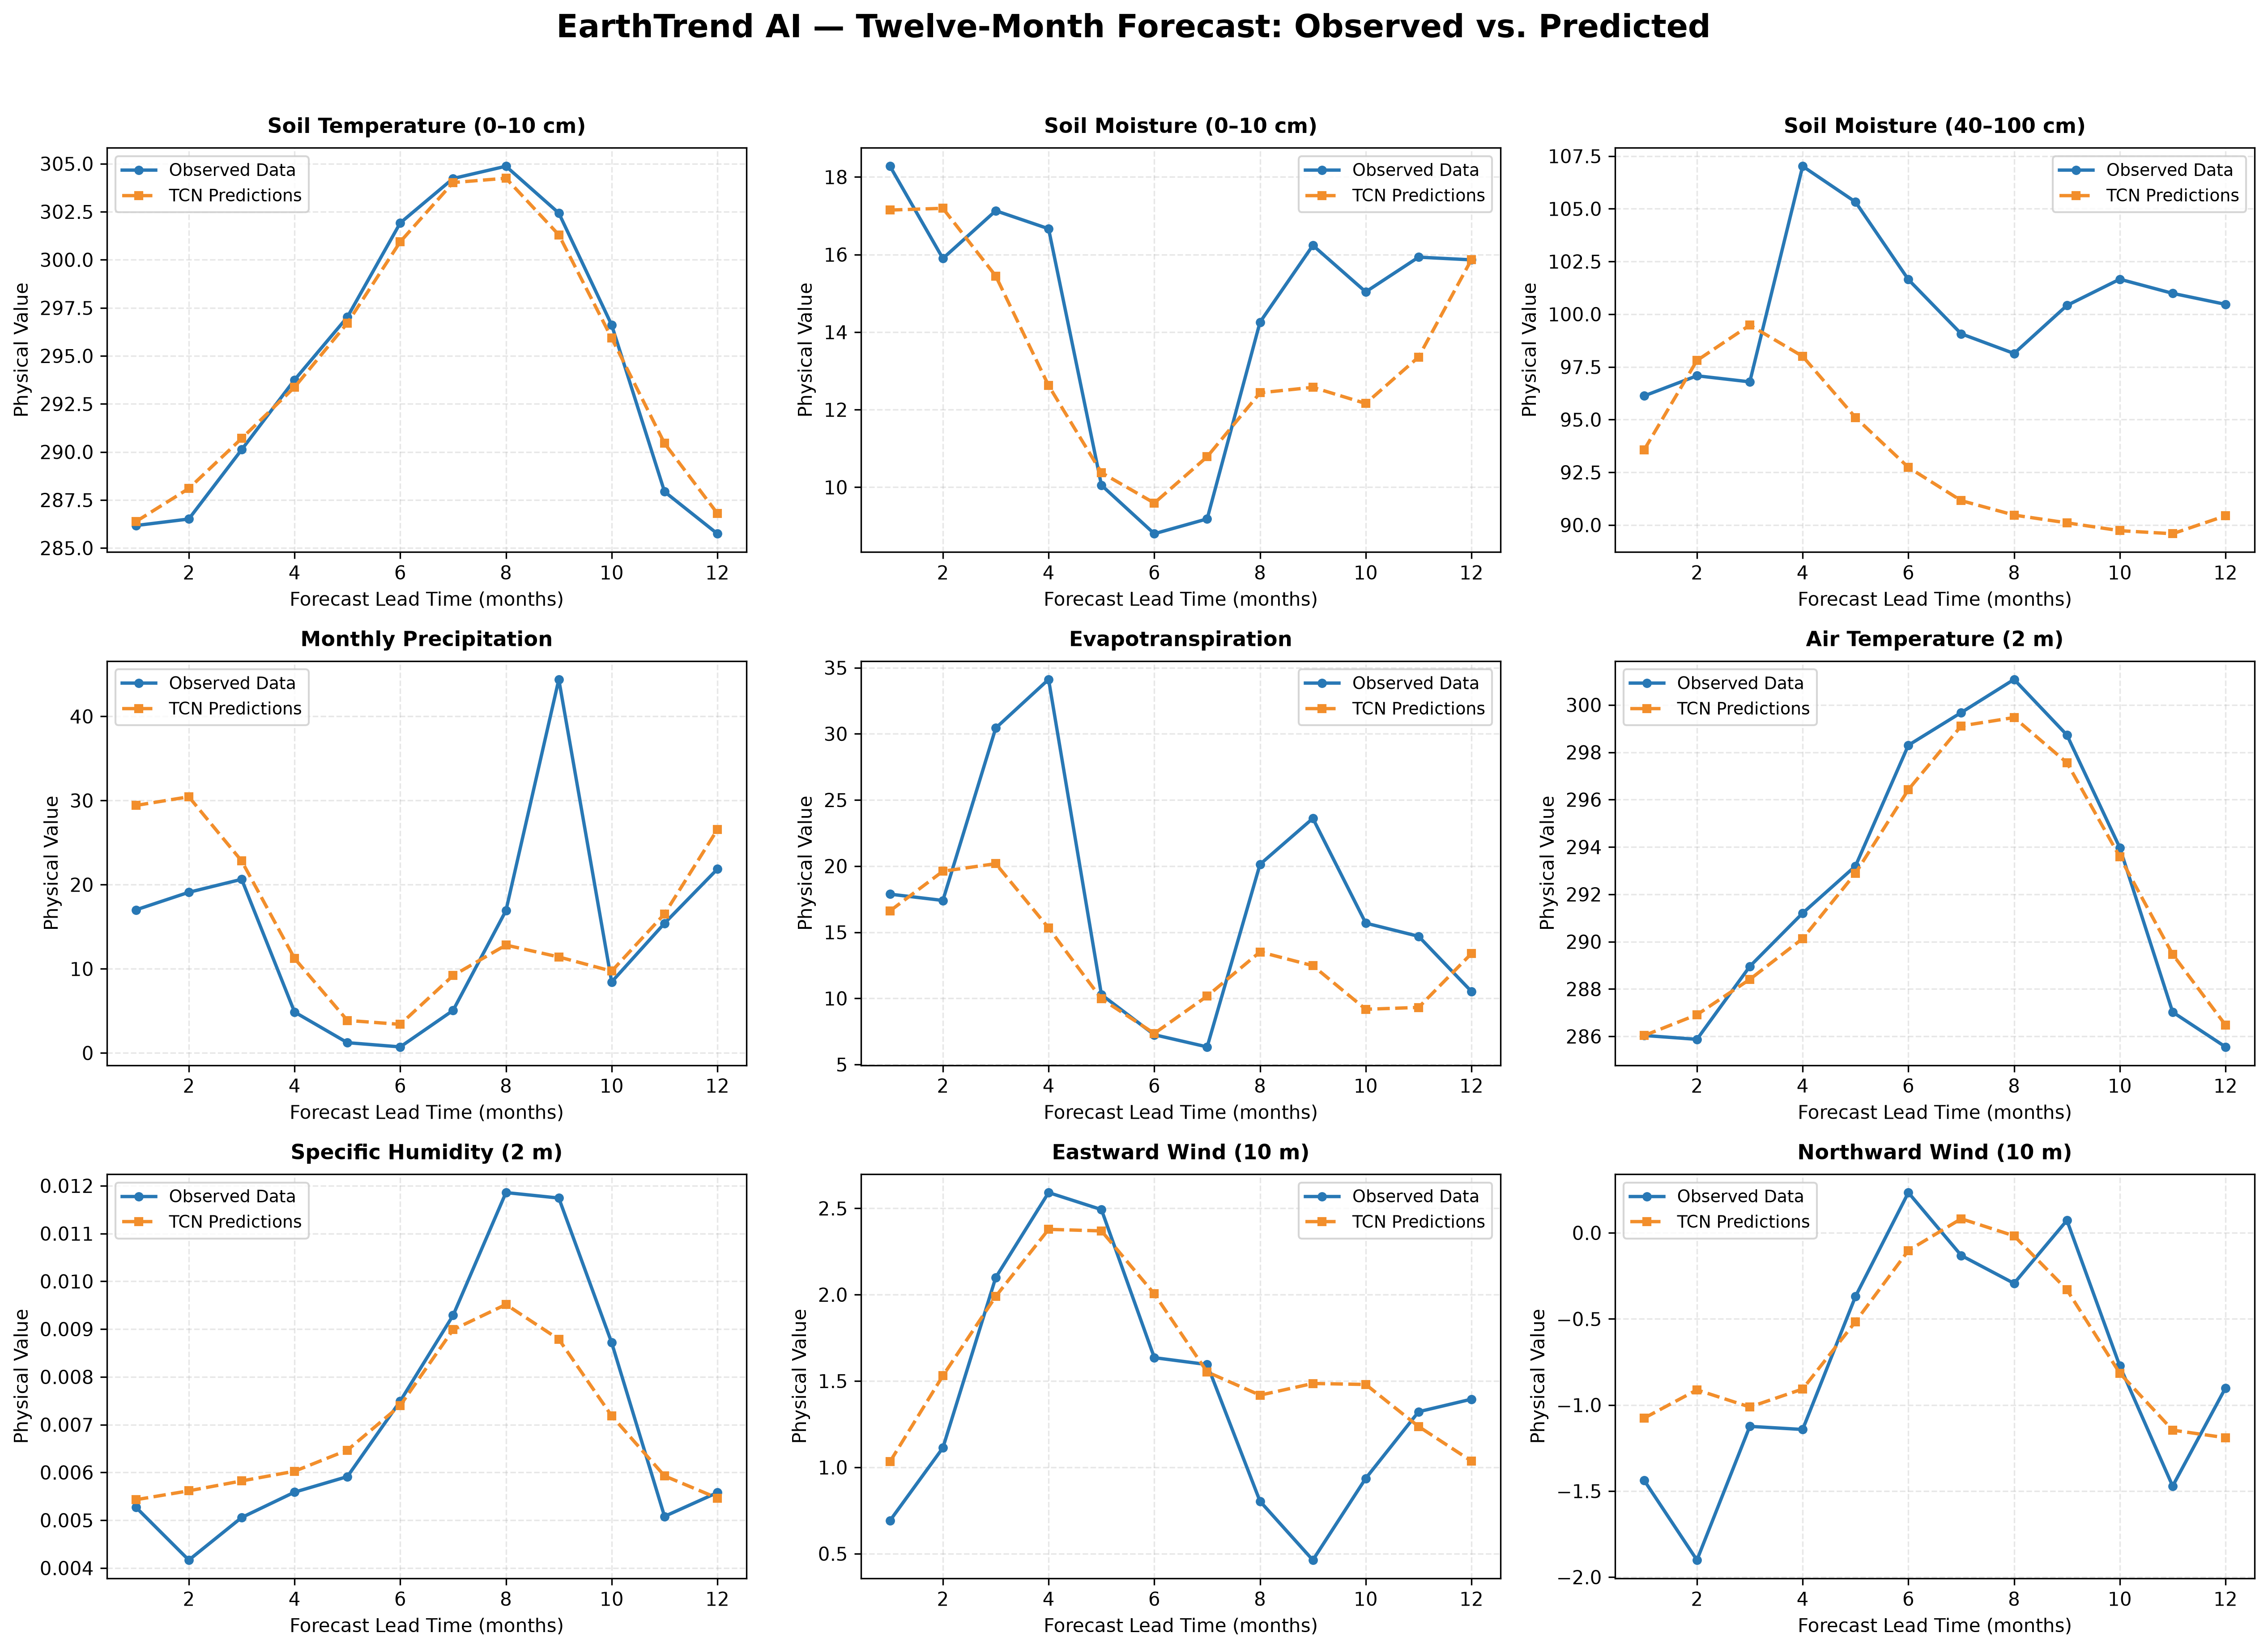 EarthTrend AI — Twelve-Month Forecast: Observed vs. Predicted
Soil Temperature (0–10 cm)
Observed Data
TCN Predictions
305.0
302.5
300.0
297.5
295.0
292.5
290.0
287.5
285.0
Physical Value
2 4 6 8 10 12
Forecast Lead Time (months)
Soil Moisture (0–10 cm)
Observed Data
TCN Predictions
18
16
14
12
10
Physical Value
2 4 6 8 10 12
Forecast Lead Time (months)
Soil Moisture (40–100 cm)
Observed Data
TCN Predictions
107.5
105.0
102.5
100.0
97.5
95.0
92.5
90.0
Physical Value
2 4 6 8 10 12
Forecast Lead Time (months)
Monthly Precipitation
Observed Data
TCN Predictions
40
30
20
10
0
Physical Value
2 4 6 8 10 12
Forecast Lead Time (months)
Evapotranspiration
Observed Data
TCN Predictions
35
30
25
20
15
10
5
Physical Value
2 4 6 8 10 12
Forecast Lead Time (months)
Air Temperature (2 m)
Observed Data
TCN Predictions
300
298
296
294
292
290
288
286
Physical Value
2 4 6 8 10 12
Forecast Lead Time (months)
Specific Humidity (2 m)
Observed Data
TCN Predictions
0.012
0.011
0.010
0.009
0.008
0.007
0.006
0.005
0.004
Physical Value
2 4 6 8 10 12
Forecast Lead Time (months)
Eastward Wind (10 m)
Observed Data
TCN Predictions
2.5
2.0
1.5
1.0
0.5
Physical Value
2 4 6 8 10 12
Forecast Lead Time (months)
Northward Wind (10 m)
Observed Data
TCN Predictions
0.0
−0.5
−1.0
−1.5
−2.0
Physical Value
2 4 6 8 10 12
Forecast Lead Time (months)